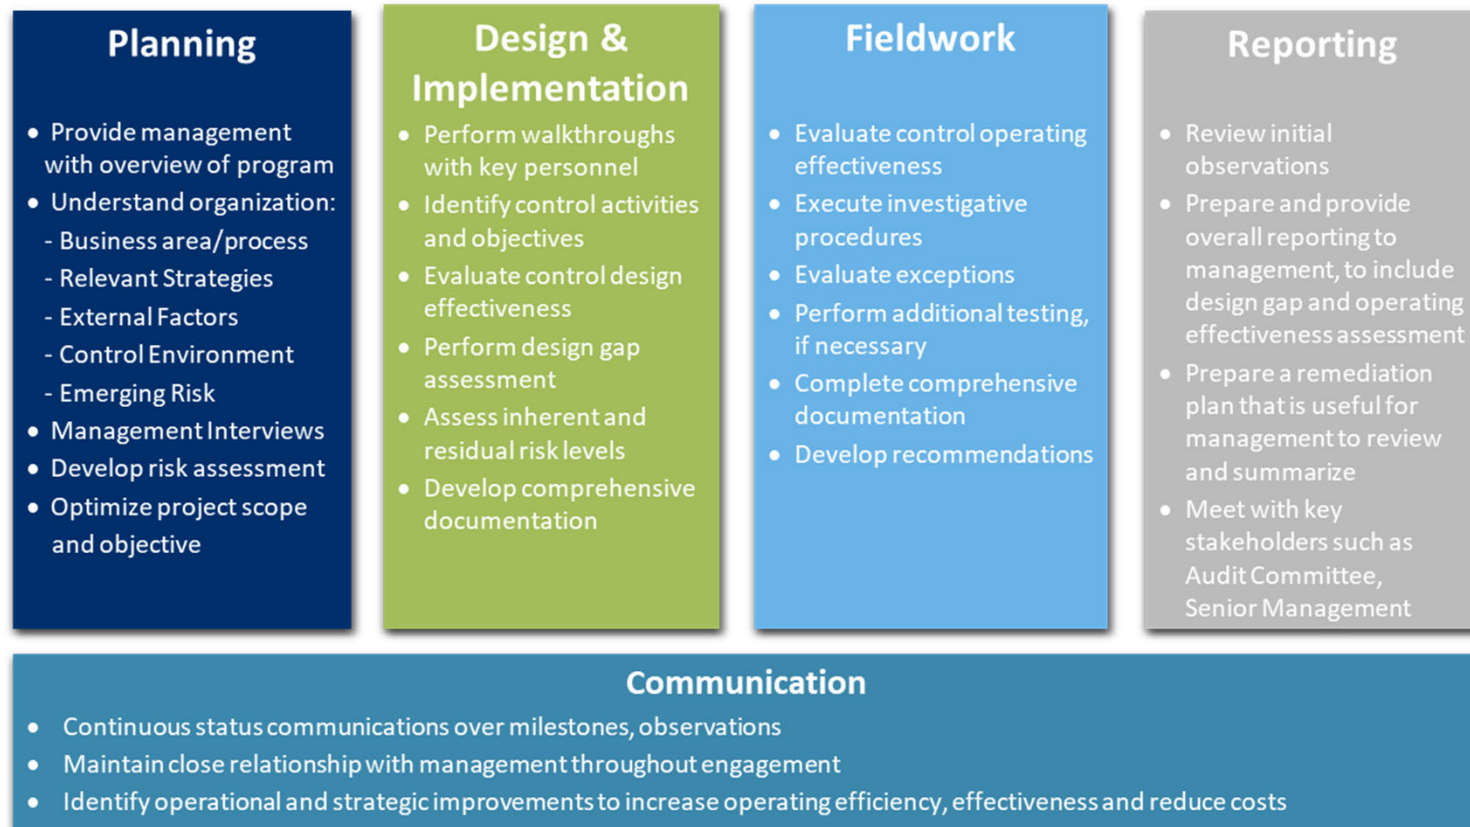 Planning
• Provide management
with overview of program
• Understand organization:
- Business area/process
- Relevant Strategies
- External Factors
- Control Environment
- Emerging Risk
• Management Interviews
• Develop risk assessment
• Optimize project scope
and objective
Design &
Implementation
• Perform walkthroughs
with key personnel
• Identify control activities
and objectives
• Evaluate control design
effectiveness
• Perform design gap
assessment
• Assess inherent and
residual risk levels
• Develop comprehensive
documentation
Fieldwork
• Evaluate control operating
effectiveness
• Execute investigative
procedures
• Evaluate exceptions
• Perform additional testing,
if necessary
• Complete comprehensive
documentation
• Develop recommendations
Reporting
• Review initial
observations
• Prepare and provide
overall reporting to
management, to include
design gap and operating
effectiveness assessment
• Prepare a remediation
plan that is useful for
management to review
and summarize
• Meet with key
stakeholders such as
Audit Committee,
Senior Management
Communication
• Continuous status communications over milestones, observations
• Maintain close relationship with management throughout engagement
• Identify operational and strategic improvements to increase operating efficiency, effectiveness and reduce costs